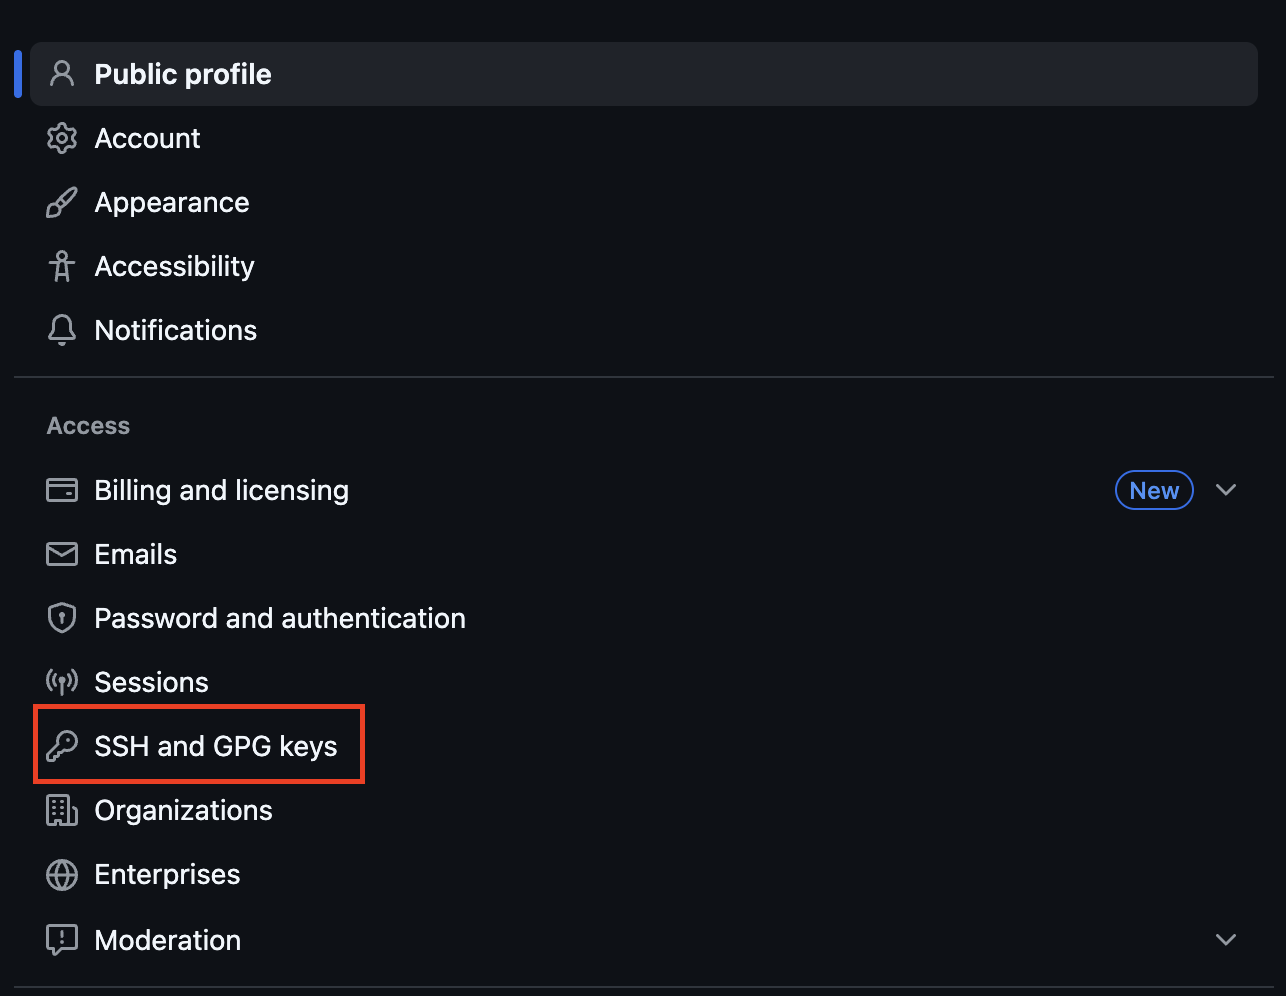 Public profile
Account
Appearance
Accessibility
Notifications
Access
Billing and licensing New
Emails
Password and authentication
Sessions
SSH and GPG keys
Organizations
Enterprises
Moderation